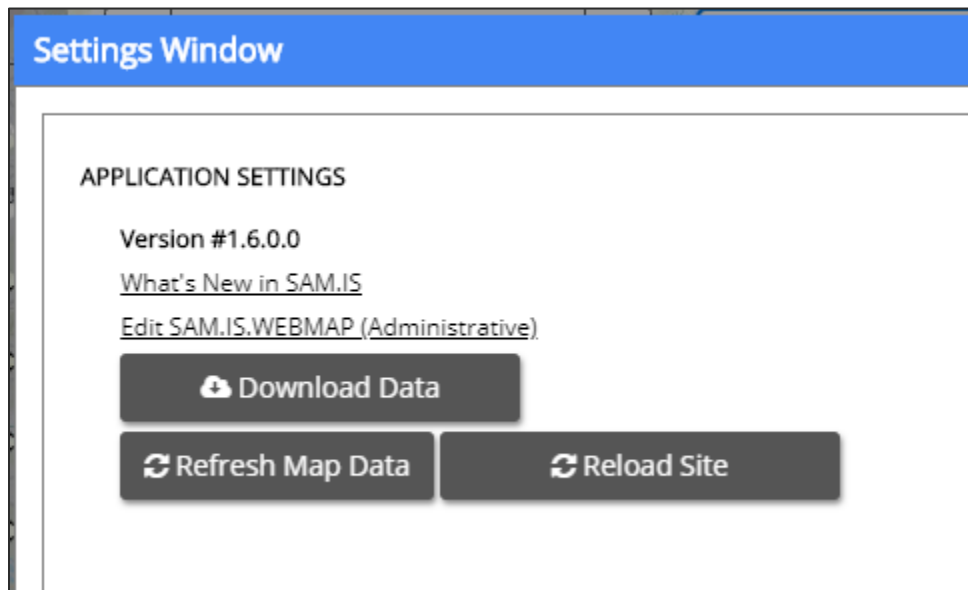 Settings Window
APPLICATION SETTINGS
Version #1.6.0.0
What's New in SAM.IS
Edit SAM.IS.WEBMAP (Administrative)
Download Data
Refresh Map Data Reload Site